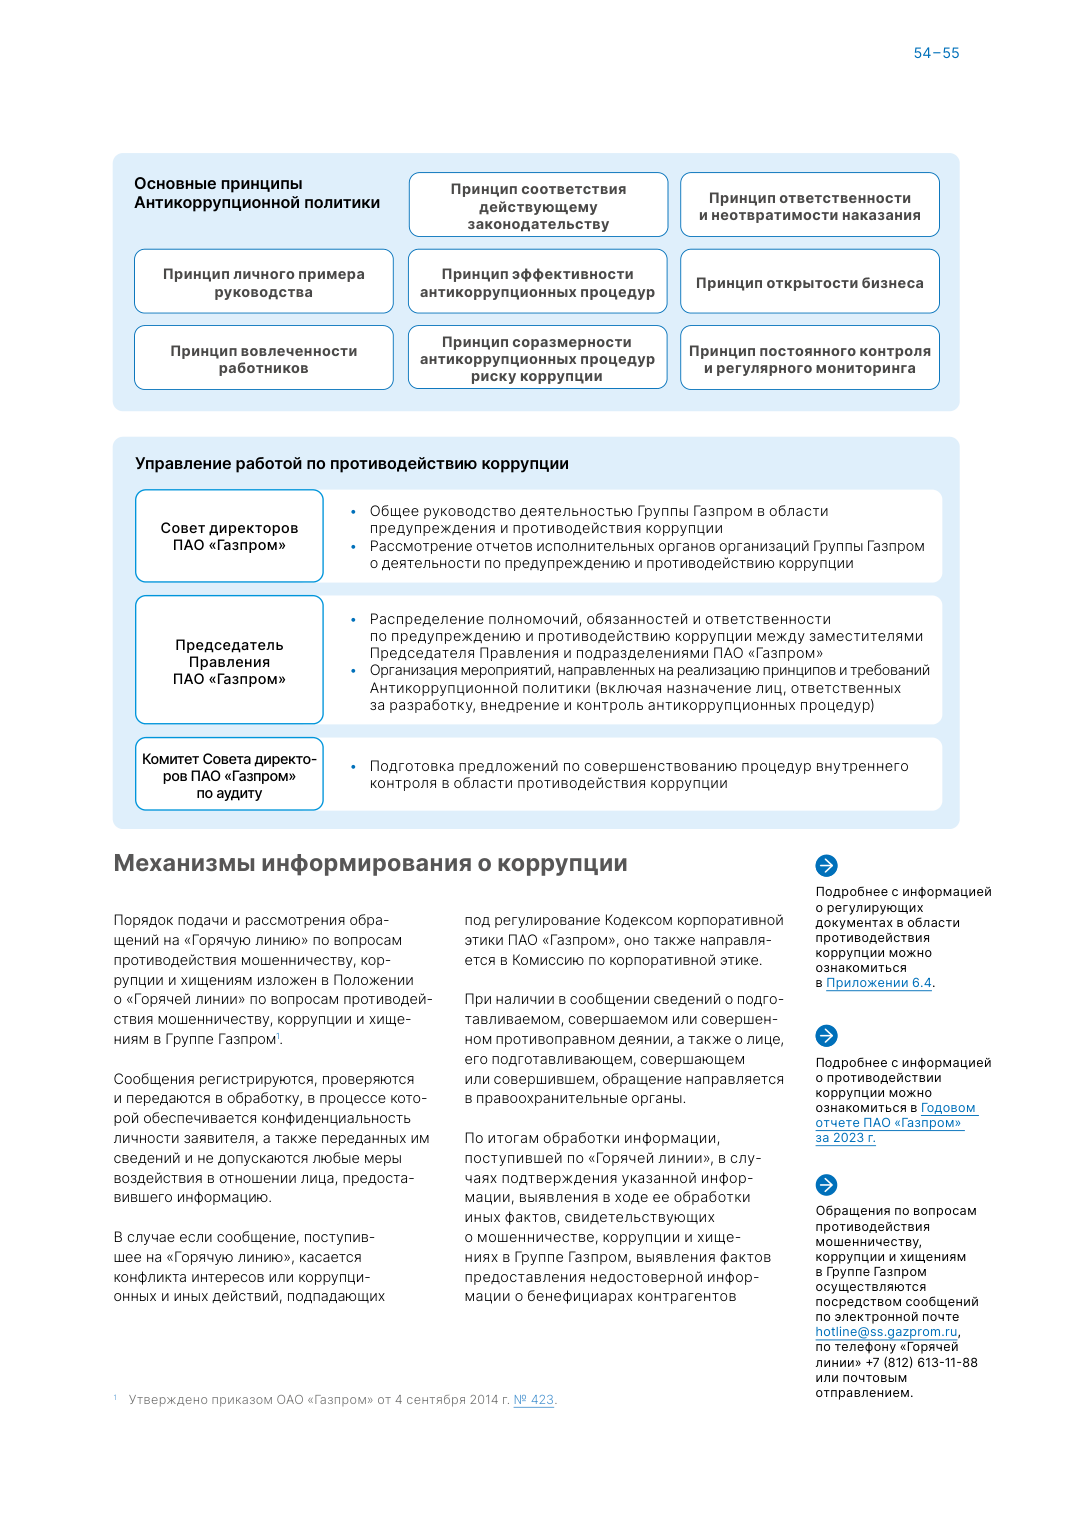 54–55
Основные принципы
Антикоррупционной политики
Принцип соответствия
действующему
законодательству
Принцип ответственности
и неотвратимости наказания
Принцип личного примера
руководства
Принцип эффективности
антикоррупционных процедур
Принцип открытости бизнеса
Принцип вовлеченности
работников
Принцип соразмерности
антикоррупционных процедур
риску коррупции
Принцип постоянного контроля
и регулярного мониторинга
Управление работой по противодействию коррупции
Совет директоров
ПАО «Газпром»
• Общее руководство деятельностью Группы Газпром в области
предупреждения и противодействия коррупции
• Рассмотрение отчетов исполнительных органов организаций Группы Газпром
о деятельности по предупреждению и противодействию коррупции
Председатель
Правления
ПАО «Газпром»
• Распределение полномочий, обязанностей и ответственности
по предупреждению и противодействию коррупции между заместителями
Председателя Правления и подразделениями ПАО «Газпром»
• Организация мероприятий, направленных на реализацию принципов и требований
Антикоррупционной политики (включая назначение лиц, ответственных
за разработку, внедрение и контроль антикоррупционных процедур)
Комитет Совета директо-
ров ПАО «Газпром»
по аудиту
• Подготовка предложений по совершенствованию процедур внутреннего
контроля в области противодействия коррупции
Механизмы информирования о коррупции
Порядок подачи и рассмотрения обра-
щений на «Горячую линию» по вопросам
противодействия мошенничеству, кор-
рупции и хищениям изложен в Положении
о «Горячей линии» по вопросам противодей-
ствия мошенничеству, коррупции и хище-
ниям в Группе Газпром¹.
Сообщения регистрируются, проверяются
и передаются в обработку, в процессе кото-
рой обеспечивается конфиденциальность
личности заявителя, а также переданных им
сведений и не допускаются любые меры
воздействия в отношении лица, предоста-
вившего информацию.
В случае если сообщение, поступив-
шее на «Горячую линию», касается
конфликта интересов или коррупци-
онных и иных действий, подпадающих
под регулирование Кодексом корпоративной
этики ПАО «Газпром», оно также направля-
ется в Комиссию по корпоративной этике.
При наличии в сообщении сведений о подго-
тавливаемом, совершаемом или совершен-
ном противоправном деянии, а также о лице,
его подготавливающем, совершающем
или совершившем, обращение направляется
в правоохранительные органы.
По итогам обработки информации,
поступившей по «Горячей линии», в слу-
чаях подтверждения указанной инфор-
мации, выявления в ходе ее обработки
иных фактов, свидетельствующих
о мошенничестве, коррупции и хище-
ниях в Группе Газпром, выявления фактов
предоставления недостоверной инфор-
мации о бенефициарах контрагентов
Подробнее с информацией
о регулирующих
документах в области
противодействия
коррупции можно
ознакомиться
в Приложении 6.4.
Подробнее с информацией
о противодействии
коррупции можно
ознакомиться в Годовом
отчете ПАО «Газпром»
за 2023 г.
Обращения по вопросам
противодействия
мошенничеству,
коррупции и хищениям
в Группе Газпром
осуществляются
посредством сообщений
по электронной почте
hotline@ss.gazprom.ru,
по телефону «Горячей
линии» +7 (812) 613-11-88
или почтовым
отправлением.
¹ Утверждено приказом ОАО «Газпром» от 4 сентября 2014 г. № 423.